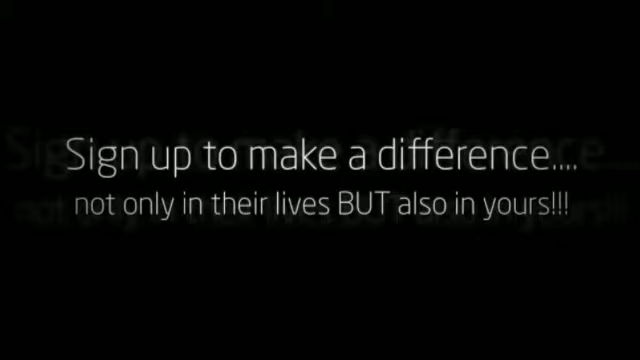 Sign up to make a difference....
not only in their lives BUT also in yours!!!